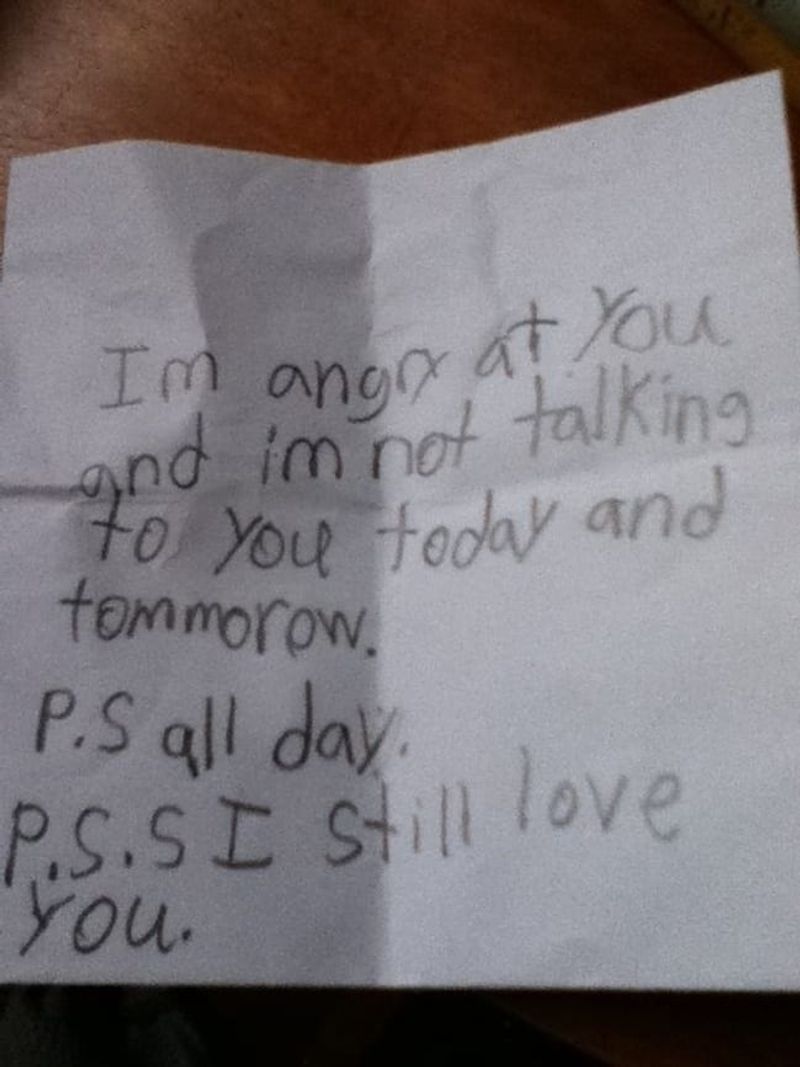 Im angry at you
and im not talking
to you today and
tommorow.
P.S all day.
P.S.S I still love
you.